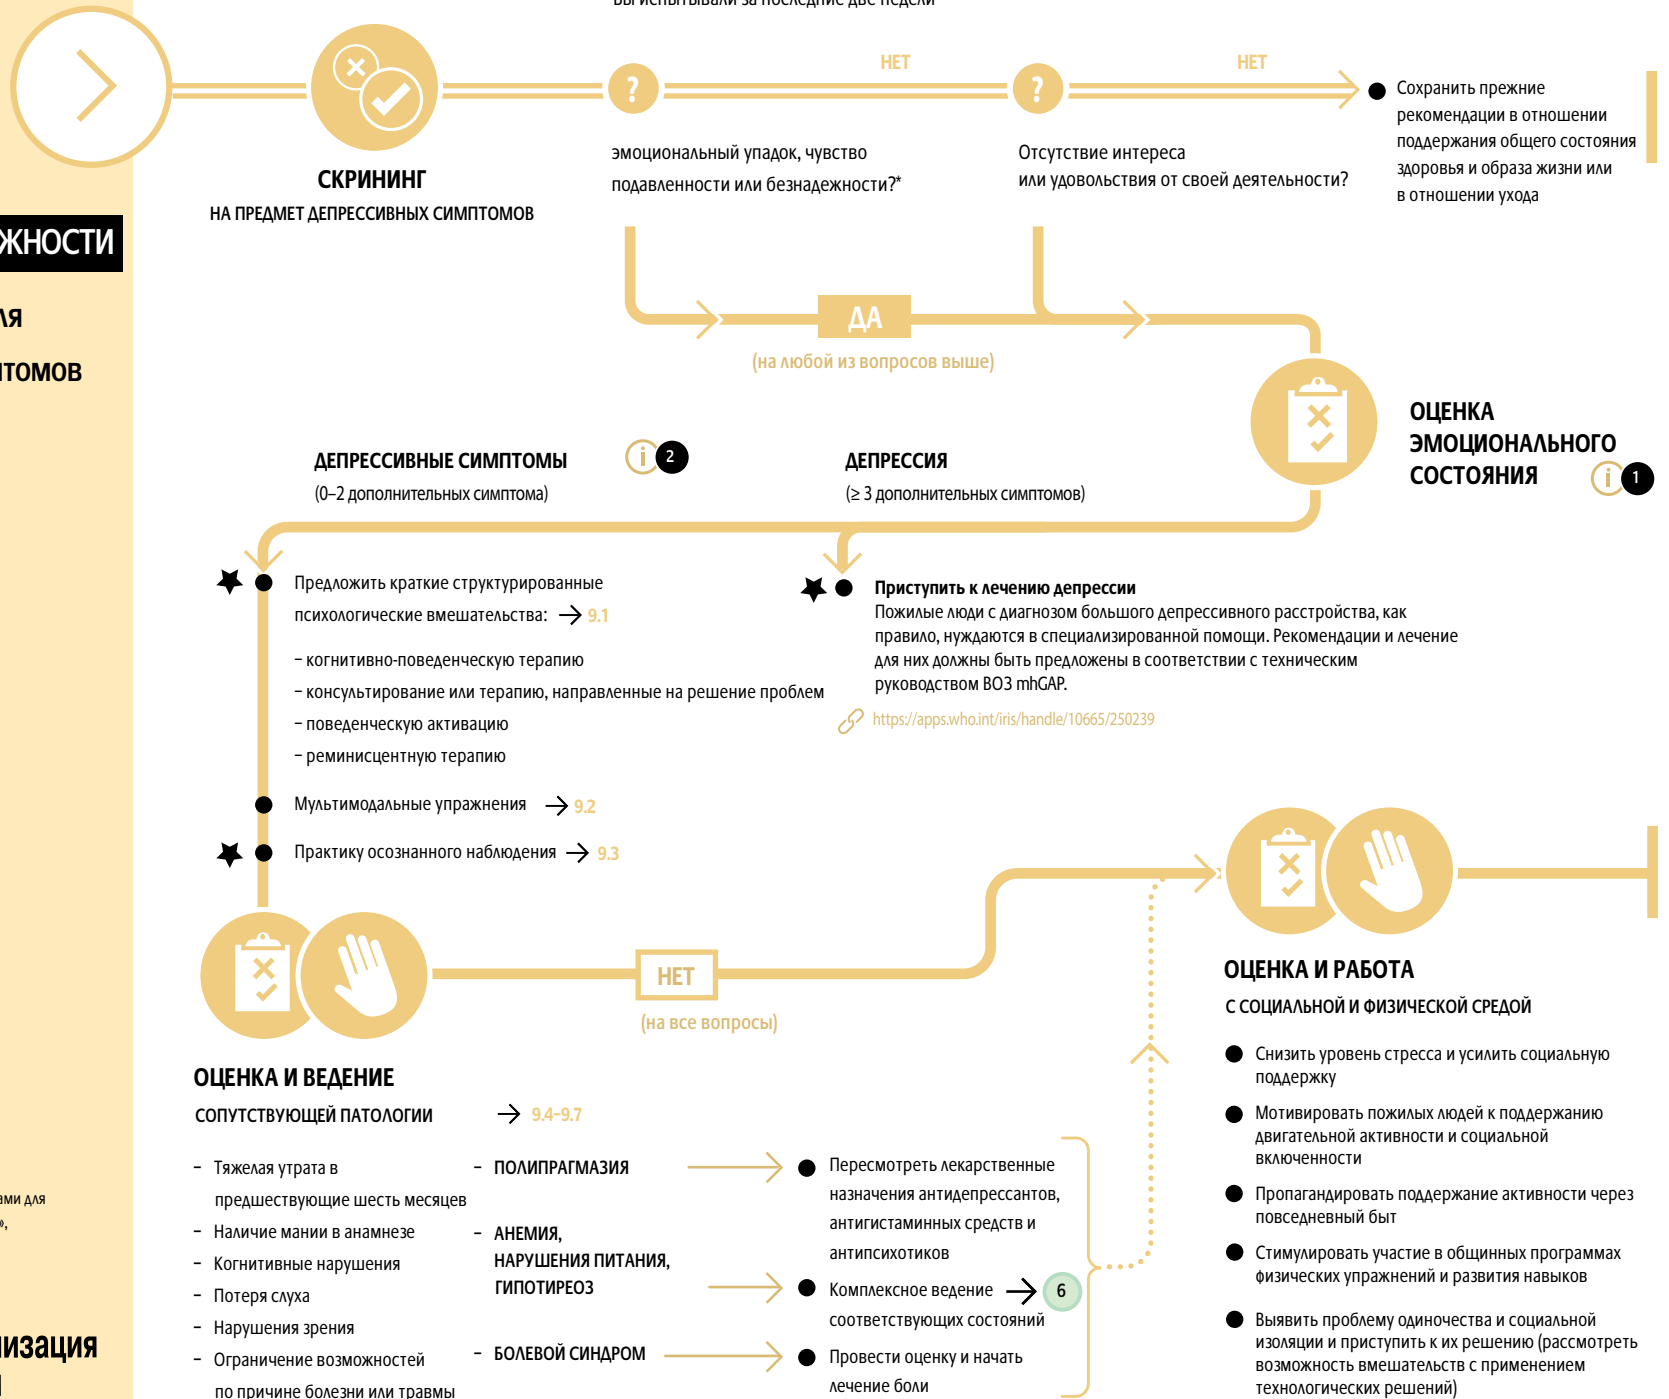 НЕТ
НЕТ
Сохранить прежние
рекомендации в отношении
поддержания общего состояния
здоровья и образа жизни или
в отношении ухода
?
?
СКРИНИНГ
НА ПРЕДМЕТ ДЕПРЕССИВНЫХ СИМПТОМОВ
эмоциональный упадок, чувство
подавленности или безнадежности?*
Отсутствие интереса
или удовольствия от своей деятельности?
ДА
(на любой из вопросов выше)
ОЦЕНКА
ЭМОЦИОНАЛЬНОГО
СОСТОЯНИЯ
i 1
ДЕПРЕССИВНЫЕ СИМПТОМЫ
i 2
(0–2 дополнительных симптома)
ДЕПРЕССИЯ
(≥ 3 дополнительных симптомов)
Предложить краткие структурированные
психологические вмешательства: → 9.1
– когнитивно-поведенческую терапию
– консультирование или терапию, направленные на решение проблем
– поведенческую активацию
– реминисцентную терапию
Мультимодальные упражнения → 9.2
Практику осознанного наблюдения → 9.3
Приступить к лечению депрессии
Пожилые люди с диагнозом большого депрессивного расстройства, как
правило, нуждаются в специализированной помощи. Рекомендации и лечение
для них должны быть предложены в соответствии с техническим
руководством ВОЗ mhGAP.
https://apps.who.int/iris/handle/10665/250239
НЕТ
(на все вопросы)
ОЦЕНКА И ВЕДЕНИЕ
СОПУТСТВУЮЩЕЙ ПАТОЛОГИИ → 9.4–9.7
– Тяжелая утрата в
предшествующие шесть месяцев
– Наличие мании в анамнезе
– Когнитивные нарушения
– Потеря слуха
– Нарушения зрения
– Ограничение возможностей
по причине болезни или травмы
– ПОЛИПРАГМАЗИЯ
– АНЕМИЯ,
НАРУШЕНИЯ ПИТАНИЯ,
ГИПОТИРЕОЗ
– БОЛЕВОЙ СИНДРОМ
Пересмотреть лекарственные
назначения антидепрессантов,
антигистаминных средств и
антипсихотиков
Комплексное ведение → 6
соответствующих состояний
Провести оценку и начать
лечение боли
ОЦЕНКА И РАБОТА
С СОЦИАЛЬНОЙ И ФИЗИЧЕСКОЙ СРЕДОЙ
Снизить уровень стресса и усилить социальную
поддержку
Мотивировать пожилых людей к поддержанию
двигательной активности и социальной
включенности
Пропагандировать поддержание активности через
повседневный быт
Стимулировать участие в общинных программах
физических упражнений и развития навыков
Выявить проблему одиночества и социальной
изоляции и приступить к их решению (рассмотреть
возможность вмешательств с применением
технологических решений)